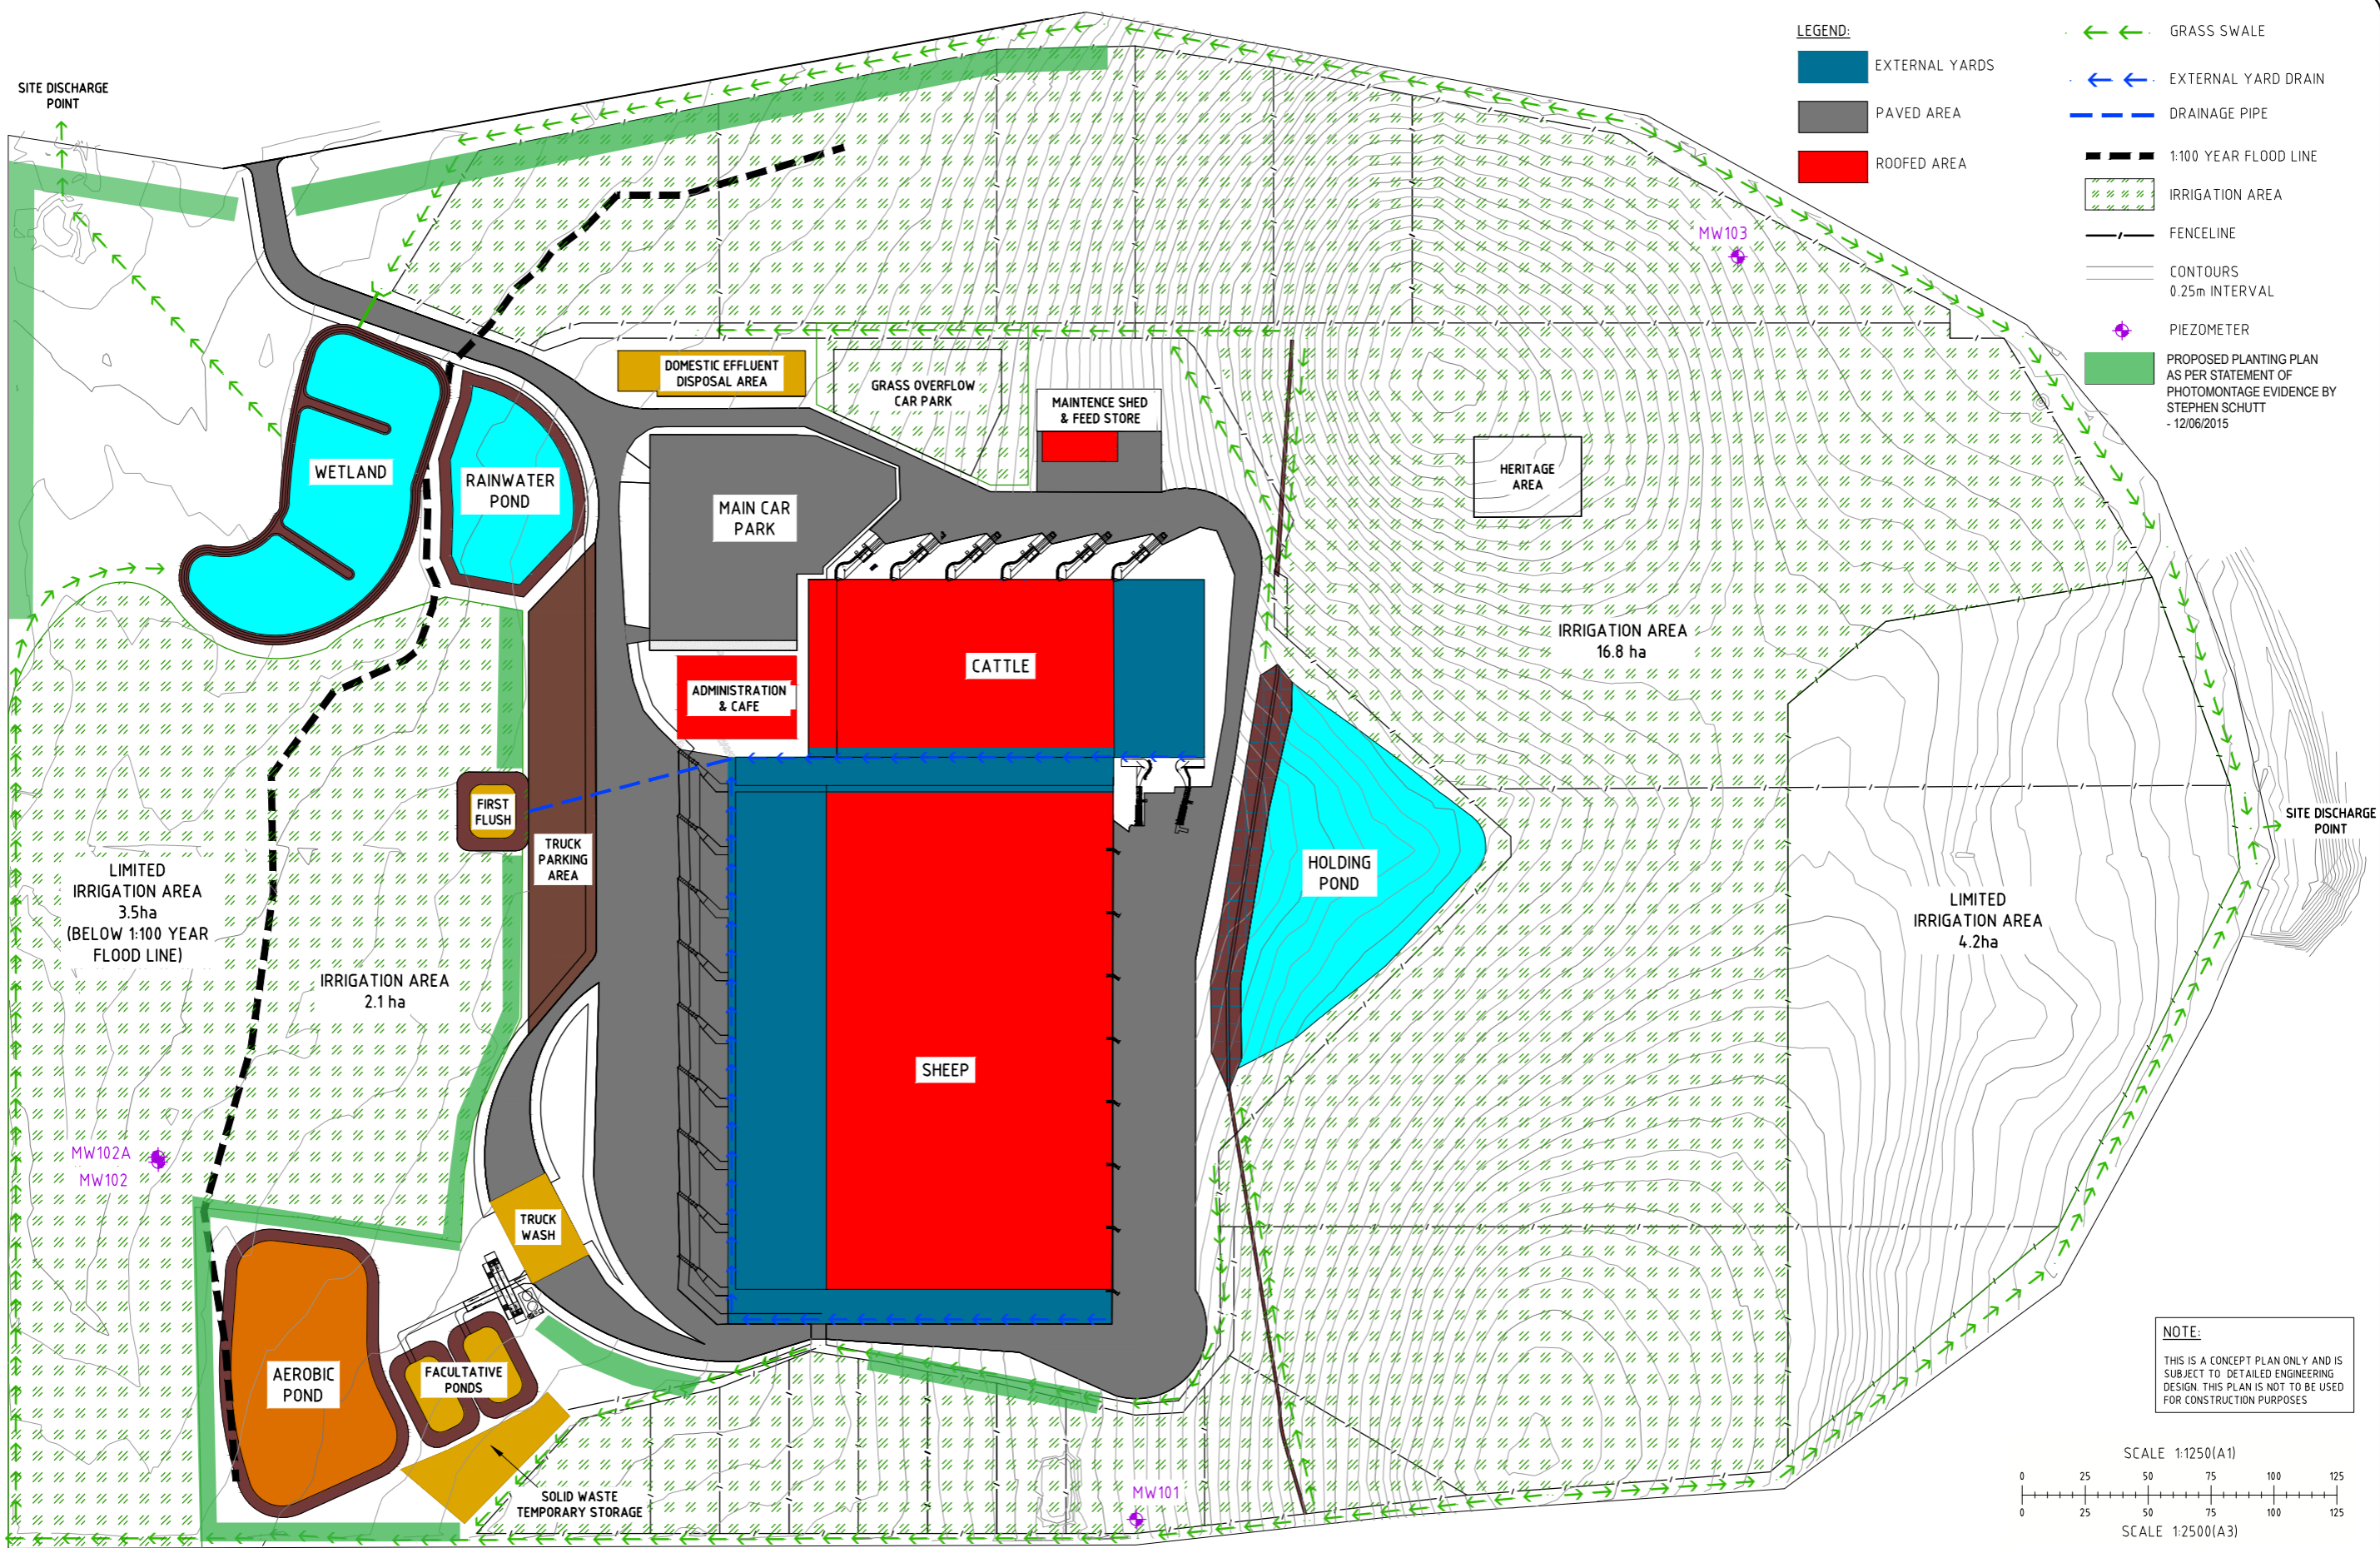 LEGEND:
EXTERNAL YARDS
PAVED AREA
ROOFED AREA
GRASS SWALE
EXTERNAL YARD DRAIN
DRAINAGE PIPE
1:100 YEAR FLOOD LINE
IRRIGATION AREA
FENCELINE
CONTOURS
0.25m INTERVAL
PIEZOMETER
PROPOSED PLANTING PLAN
AS PER STATEMENT OF
PHOTOMONTAGE EVIDENCE BY
STEPHEN SCHUTT
- 12/06/2015
SITE DISCHARGE
POINT
MW103
DOMESTIC EFFLUENT
DISPOSAL AREA
GRASS OVERFLOW
CAR PARK
MAINTENCE SHED
& FEED STORE
HERITAGE
AREA
WETLAND
RAINWATER
POND
MAIN CAR
PARK
IRRIGATION AREA
16.8 ha
CATTLE
ADMINISTRATION
& CAFE
FIRST
FLUSH
TRUCK
PARKING
AREA
HOLDING
POND
SITE DISCHARGE
POINT
LIMITED
IRRIGATION AREA
3.5ha
(BELOW 1:100 YEAR
FLOOD LINE)
LIMITED
IRRIGATION AREA
4.2ha
IRRIGATION AREA
2.1 ha
SHEEP
MW102A
MW102
TRUCK
WASH
AEROBIC
POND
FACULTATIVE
PONDS
SOLID WASTE
TEMPORARY STORAGE
MW101
NOTE:
THIS IS A CONCEPT PLAN ONLY AND IS
SUBJECT TO DETAILED ENGINEERING
DESIGN. THIS PLAN IS NOT TO BE USED
FOR CONSTRUCTION PURPOSES
SCALE 1:1250(A1)
0 25 50 75 100 125
0 25 50 75 100 125
SCALE 1:2500(A3)